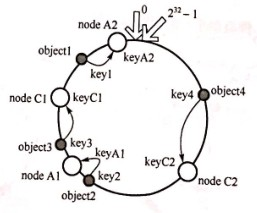 node A2
0
2³² − 1
object1
keyA2
key1
node C1
keyC1
key4
object4
object3
key3
keyA1
keyC2
node A1
key2
node C2
object2